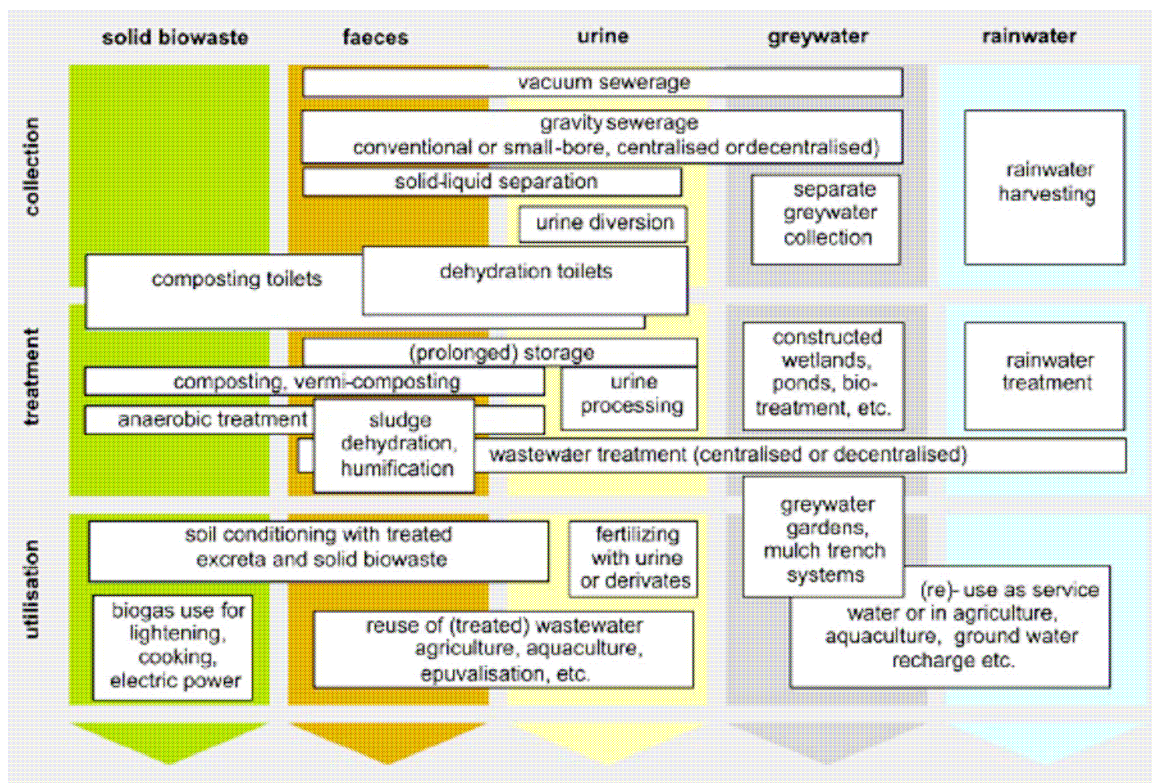 solid biowaste
faeces
urine
greywater
rainwater
collection
vacuum sewerage
gravity sewerage
conventional or small-bore, centralised ordecentralised)
solid-liquid separation
urine diversion
separate
greywater
collection
rainwater
harvesting
composting toilets
dehydration toilets
treatment
(prolonged) storage
composting, vermi-composting
anaerobic treatment
sludge
dehydration,
humification
urine
processing
constructed
wetlands,
ponds, bio-
treatment, etc.
rainwater
treatment
wastewater treatment (centralised or decentralised)
utilisation
soil conditioning with treated
excreta and solid biowaste
fertilizing
with urine
or derivates
greywater
gardens,
mulch trench
systems
biogas use for
lightening,
cooking,
electric power
reuse of (treated) wastewater
agriculture, aquaculture,
epuvalisation, etc.
(re)- use as service
water or in agriculture,
aquaculture, ground water
recharge etc.